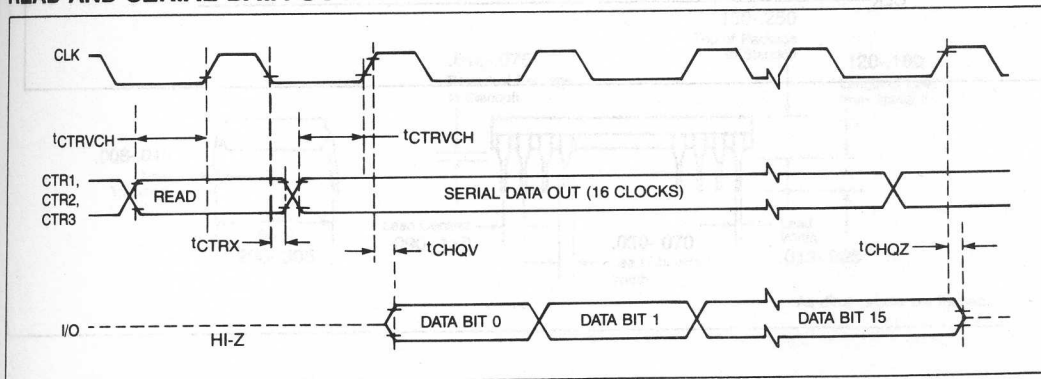 READ AND SERIAL DATA OU
CLK
tCTRVCH
tCTRVCH
CTR1,
CTR2,
CTR3
READ
SERIAL DATA OUT (16 CLOCKS)
tCTRX
tCHQV
tCHQZ
I/O
HI-Z
DATA BIT 0
DATA BIT 1
DATA BIT 15